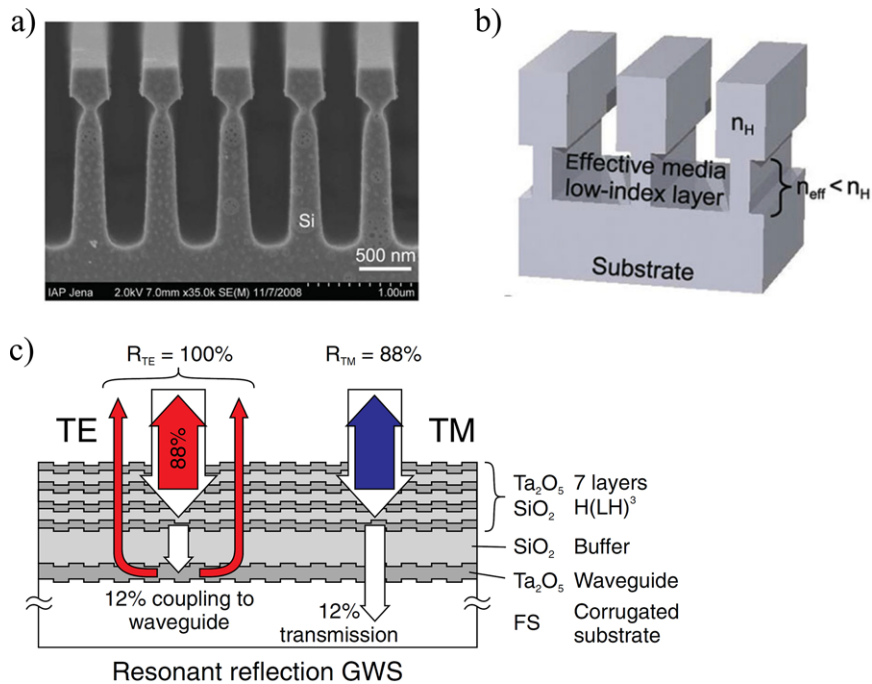 a)
Si
500 nm
IAP Jena 2.0kV 7.0mm x35.0k SE(M) 11/7/2008 1.00um
b)
n_H
Effective media
low-index layer
n_eff < n_H
Substrate
c)
R_TE = 100%
R_TM = 88%
TE
TM
88%
Ta₂O₅ 7 layers
SiO₂ H(LH)³
SiO₂ Buffer
Ta₂O₅ Waveguide
12% coupling to
waveguide
12%
transmission
FS Corrugated
substrate
Resonant reflection GWS